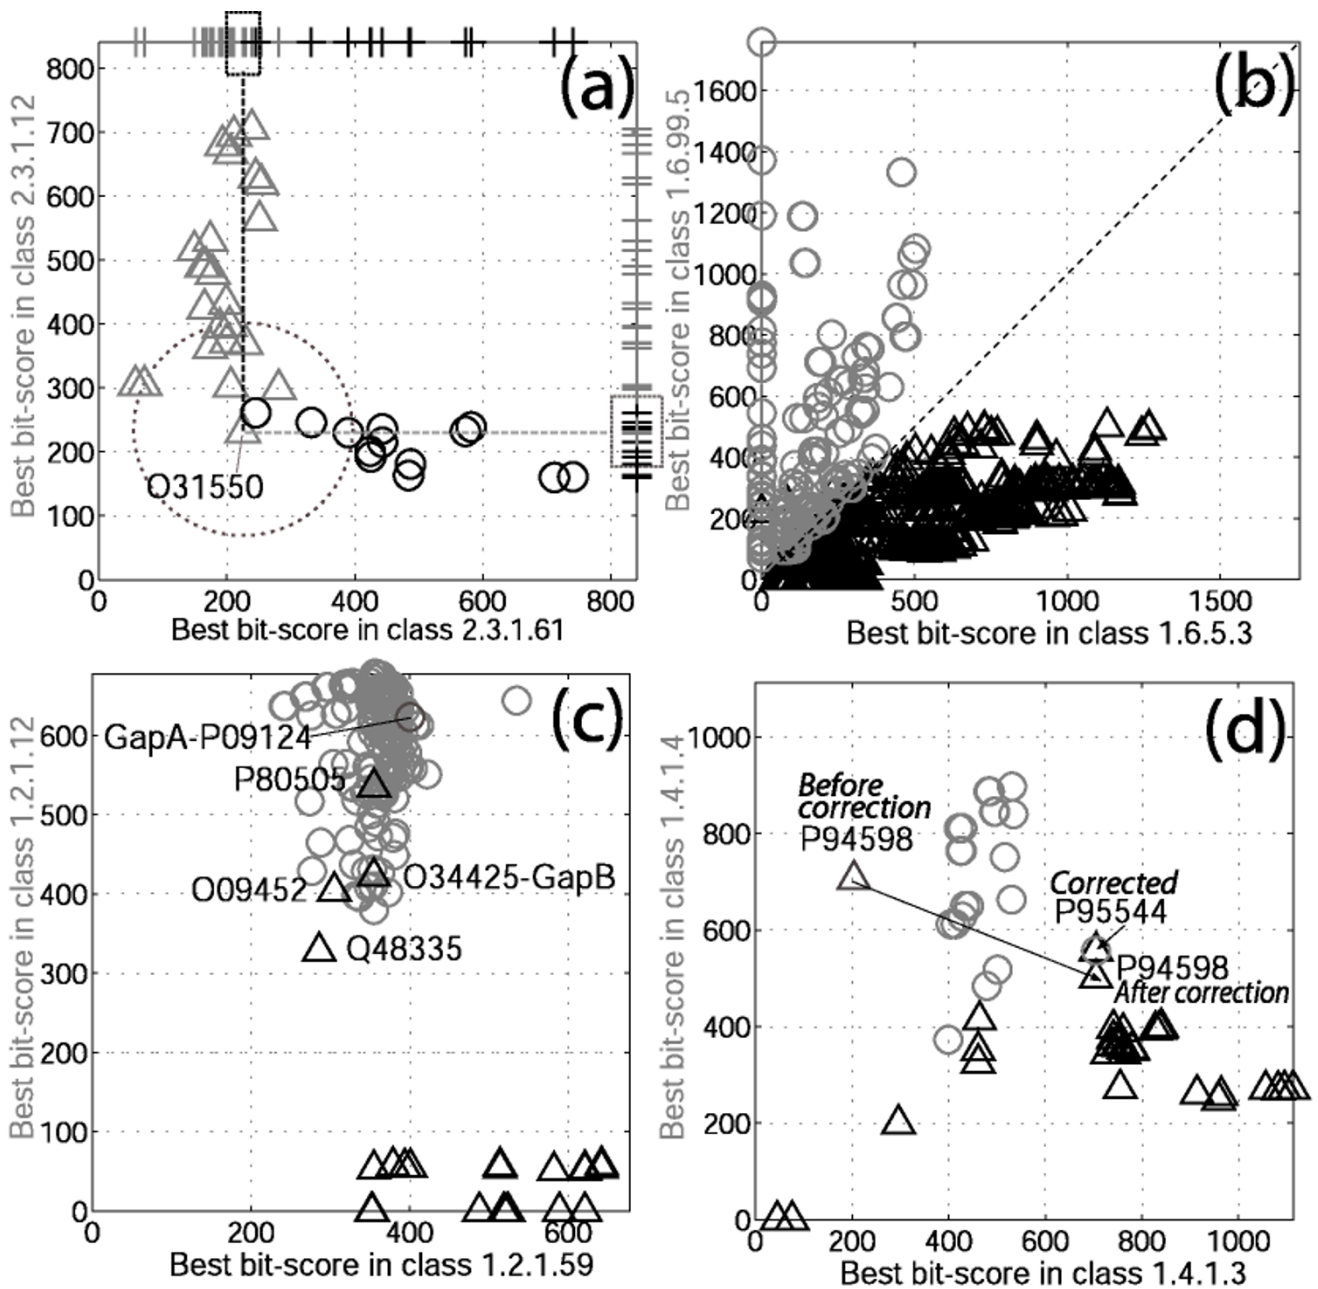 (a)
Best bit-score in class 2.3.1.12
800
700
600
500
400
300
200
100
0
O31550
0 200 400 600 800
Best bit-score in class 2.3.1.61
(b)
Best bit-score in class 1.6.99.5
1600
1400
1200
1000
800
600
400
200
0
0 500 1000 1500
Best bit-score in class 1.6.5.3
(c)
Best bit-score in class 1.2.1.12
600
500
400
300
200
100
0
GapA-P09124
P80505
O09452
O34425-GapB
Q48335
0 200 400 600
Best bit-score in class 1.2.1.59
(d)
Best bit-score in class 1.4.1.4
1000
800
600
400
200
0
Before
correction
P94598
Corrected
P95544
P94598
After correction
0 200 400 600 800 1000
Best bit-score in class 1.4.1.3